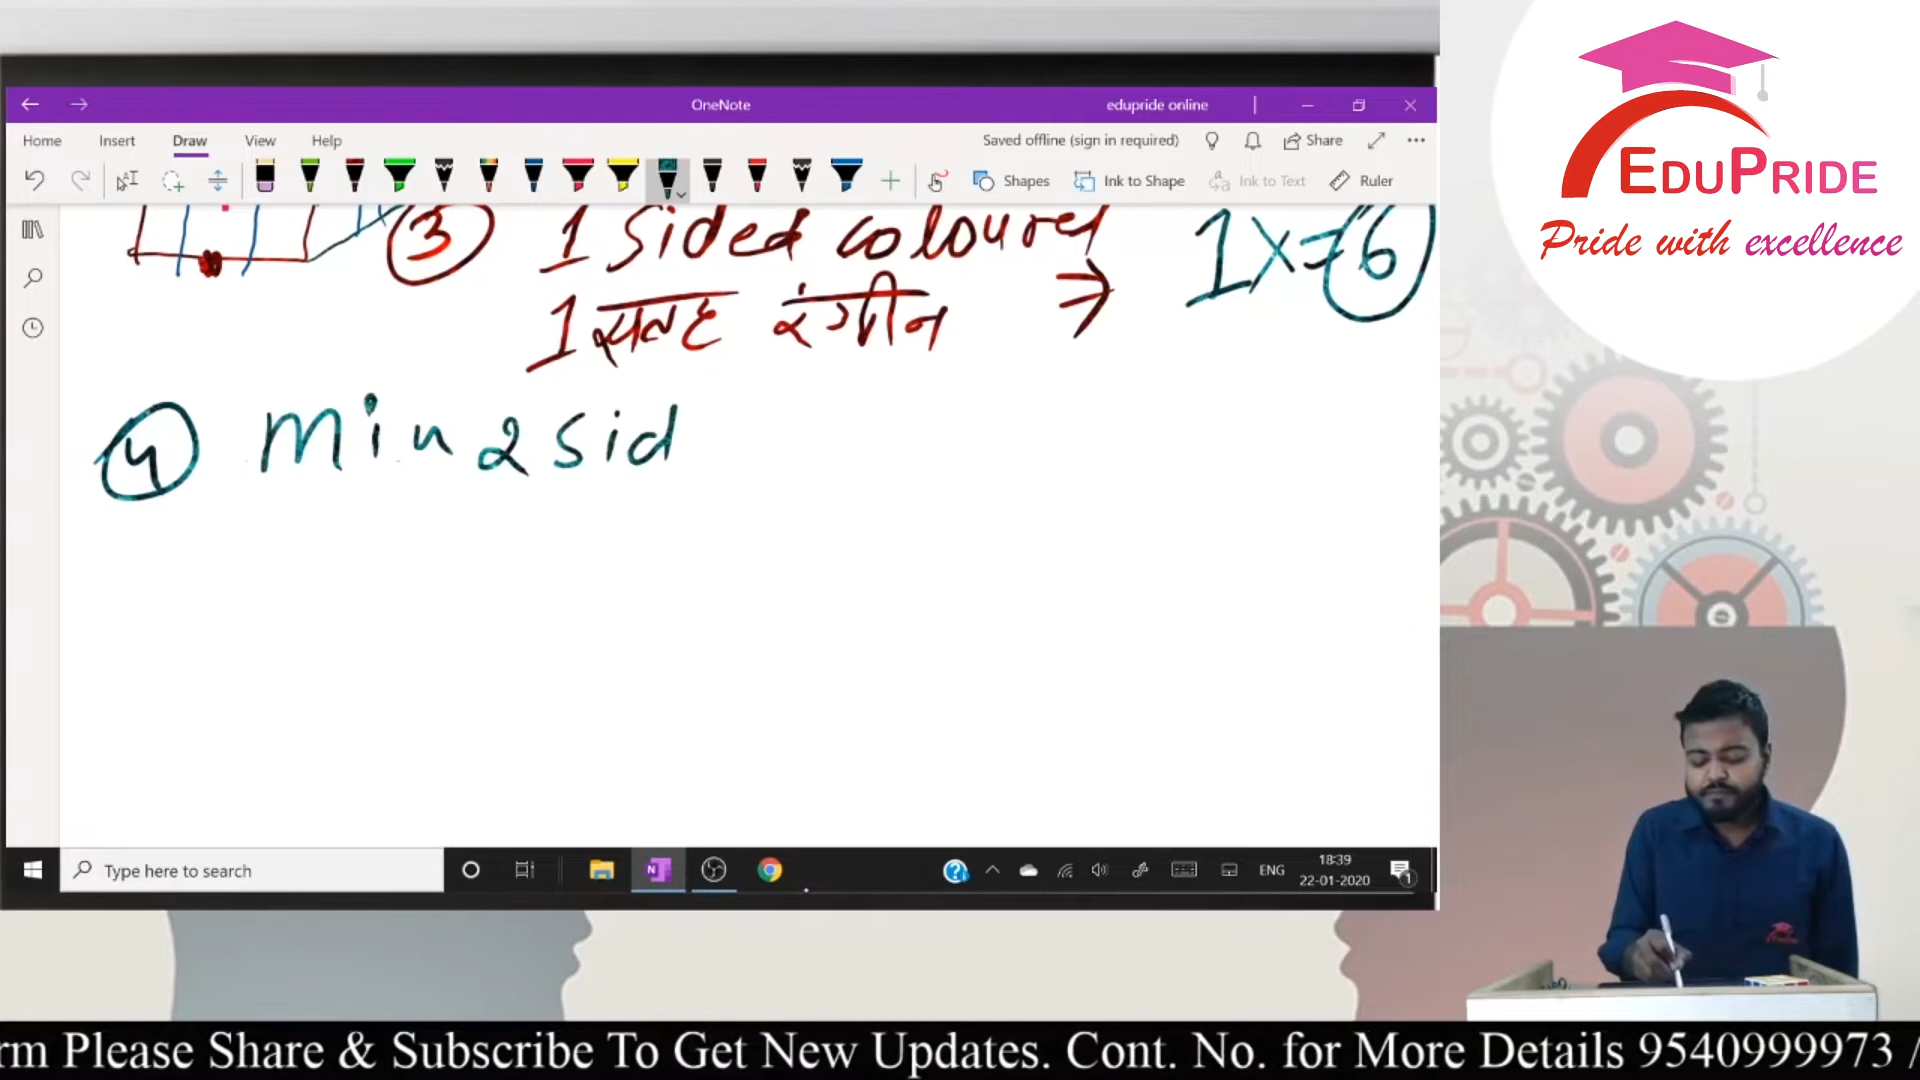 OneNote
edupride online
Home Insert Draw View Help
Saved offline (sign in required)
Share
Shapes
Ink to Shape
Ink to Text
Ruler
3 1 Sided coloured 1x=6
1 सतह रंगीन ⇒
4 Min 2 Sid
EDUPRIDE
Pride with excellence
Type here to search
ENG
18:39
22-01-2020
1
rm Please Share & Subscribe To Get New Updates. Cont. No. for More Details 9540999973 /